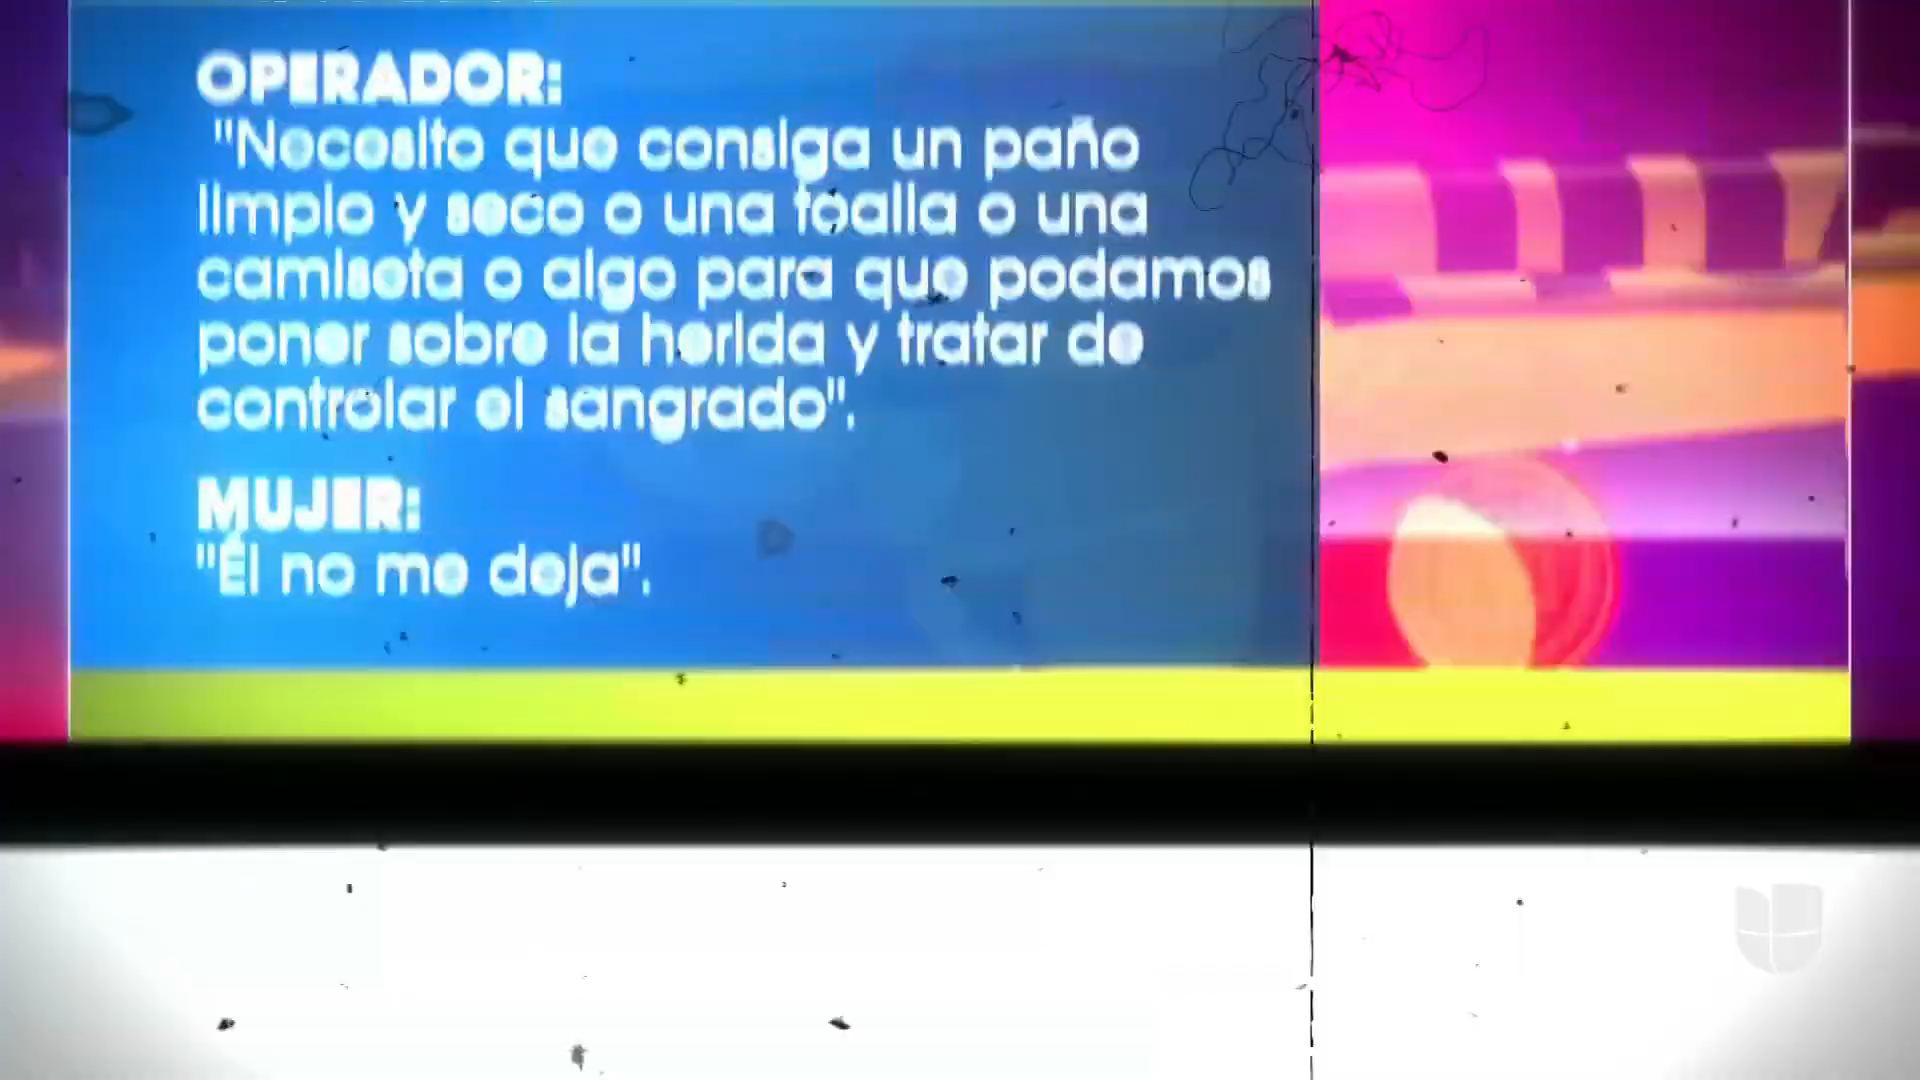 OPERADOR:
"Necesito que consiga un paño
limpio y seco o una toalla o una
camiseta o algo para que podamos
poner sobre la herida y tratar de
controlar el sangrado".
MUJER:
"Él no me deja".